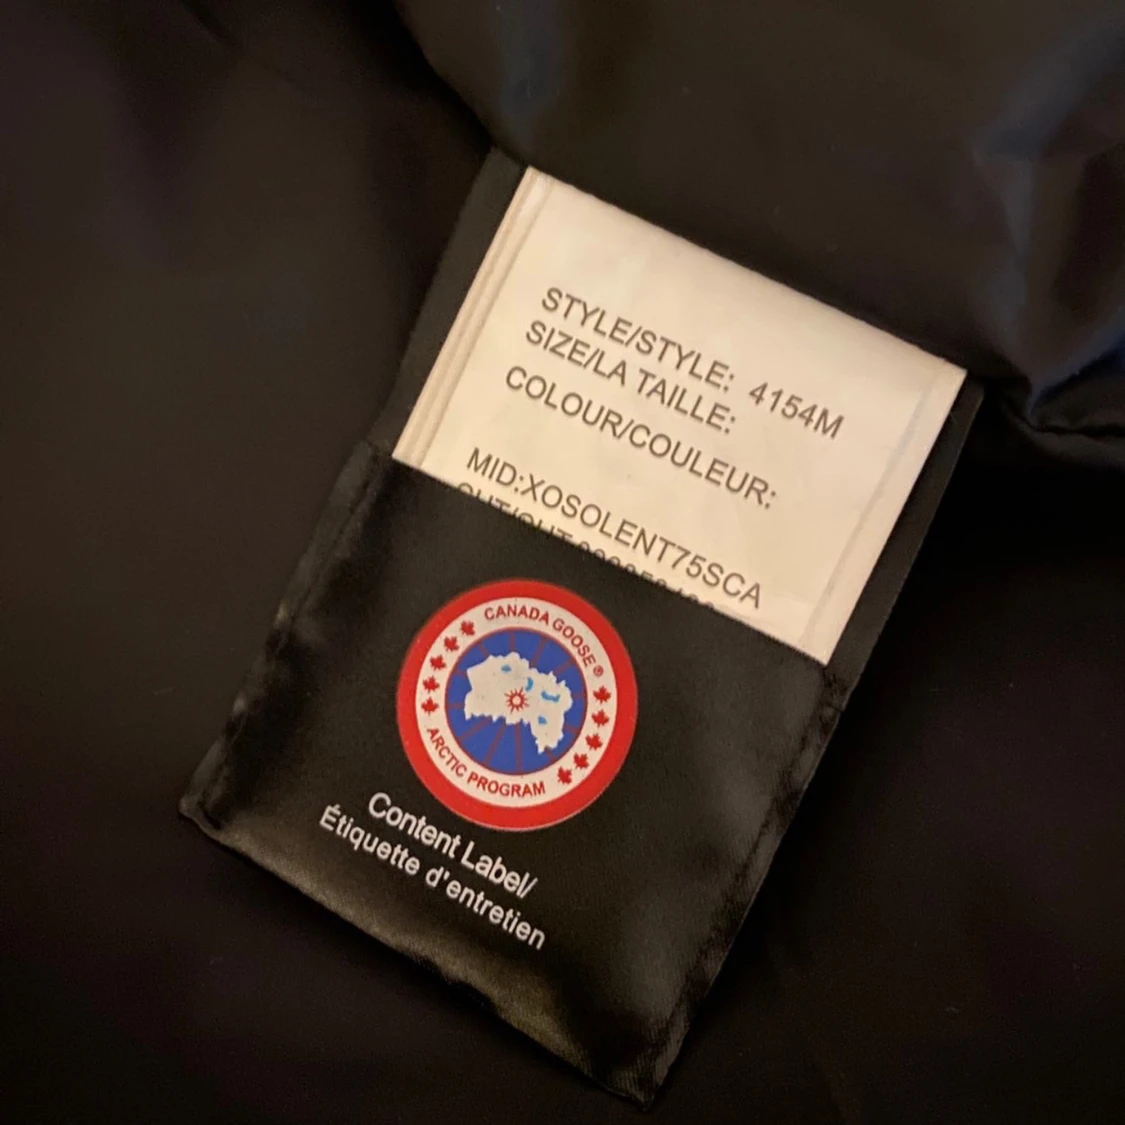 STYLE/STYLE: 4154M
SIZE/LA TAILLE:
COLOUR/COULEUR:
MID:XOSOLENT75SCA
CANADA GOOSE®
ARCTIC PROGRAM
Content Label/
Étiquette d'entretien